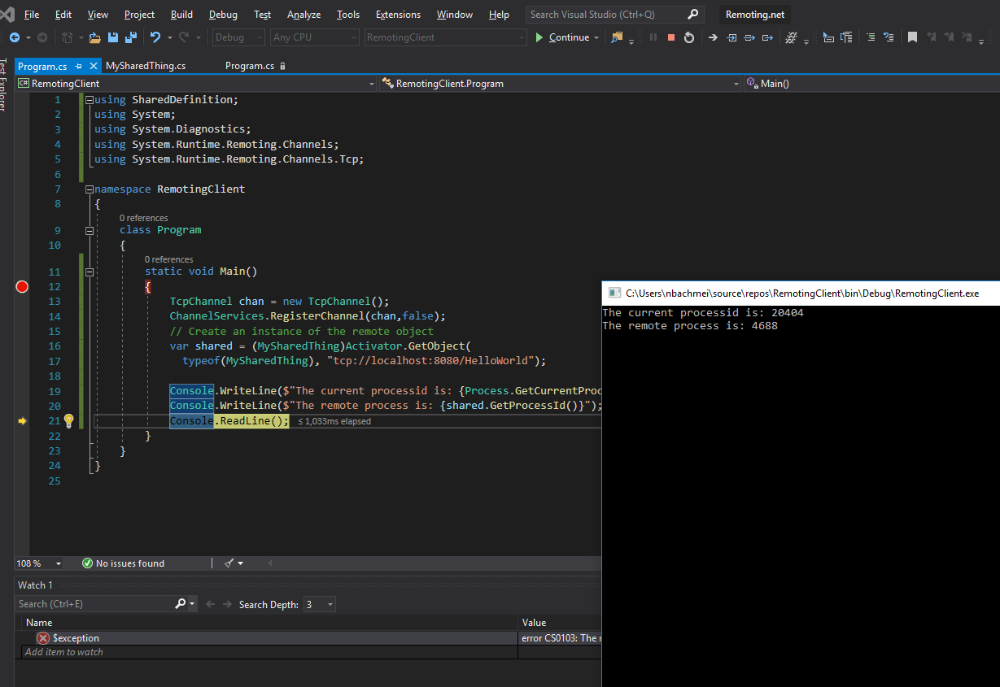 File Edit View Project Build Debug Test Analyze Tools Extensions Window Help Search Visual Studio (Ctrl+Q) Remoting.net
Debug Any CPU RemotingClient Continue
Test Explorer
Program.cs MySharedThing.cs Program.cs
C# RemotingClient RemotingClient.Program Main()
1 using SharedDefinition;
2 using System;
3 using System.Diagnostics;
4 using System.Runtime.Remoting.Channels;
5 using System.Runtime.Remoting.Channels.Tcp;
6
7 namespace RemotingClient
8 {
0 references
9 class Program
10 {
0 references
11 static void Main()
12 {
13 TcpChannel chan = new TcpChannel();
14 ChannelServices.RegisterChannel(chan,false);
15 // Create an instance of the remote object
16 var shared = (MySharedThing)Activator.GetObject(
17 typeof(MySharedThing), "tcp://localhost:8080/HelloWorld");
18
19 Console.WriteLine($"The current processid is: {Process.GetCurrentProc
20 Console.WriteLine($"The remote process is: {shared.GetProcessId()}");
21 Console.ReadLine(); ≤ 1,033ms elapsed
22 }
23 }
24 }
25
C:\Users\nbachmei\source\repos\RemotingClient\bin\Debug\RemotingClient.exe
The current processid is: 20404
The remote process is: 4688
108 % No issues found
Watch 1
Search (Ctrl+E) Search Depth: 3
Name Value
$exception error CS0103: The
Add item to watch